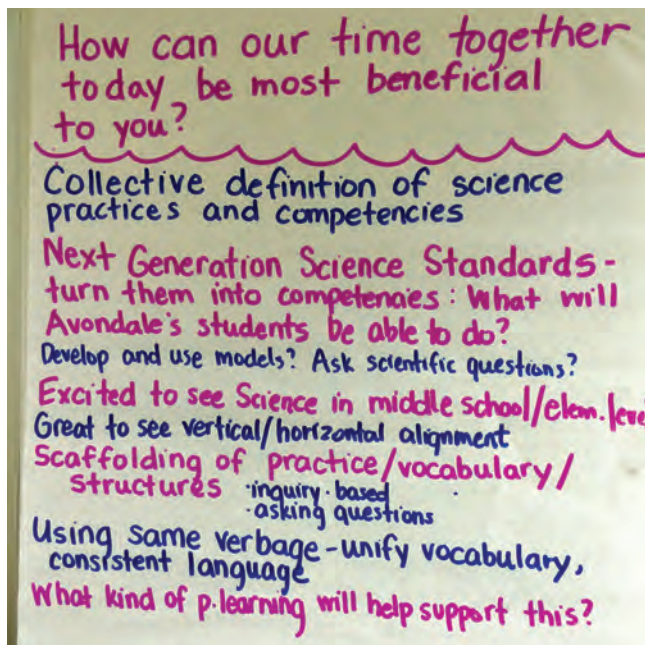 How can our time together
today be most beneficial
to you?
Collective definition of science
practices and competencies
Next Generation Science Standards -
turn them into competencies: What will
Avondale's students be able to do?
Develop and use models? Ask scientific questions?
Excited to see Science in middle school/elem. level
Great to see vertical/horizontal alignment
Scaffolding of practice/vocabulary/
structures · inquiry-based
· asking questions
Using same verbage - unify vocabulary,
consistent language
What kind of p.learning will help support this?